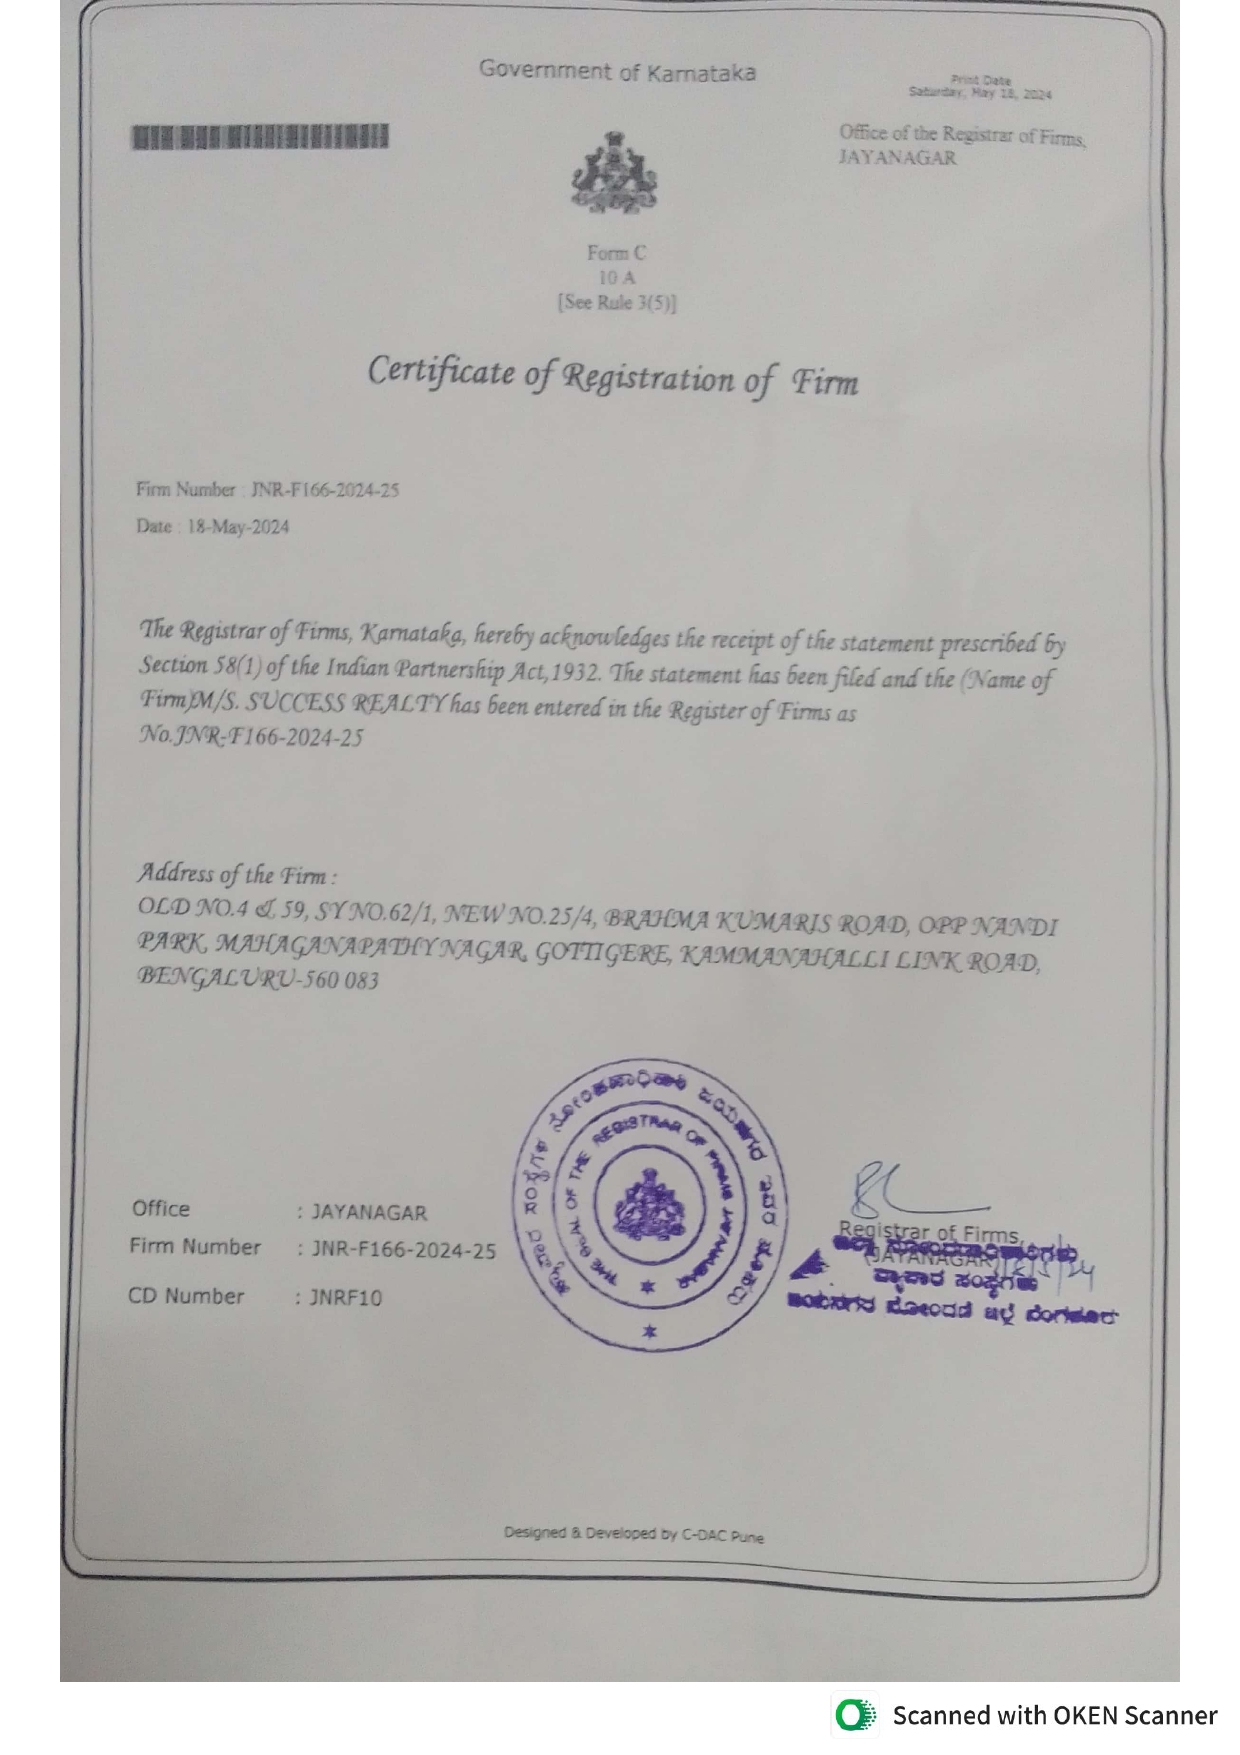 Government of Karnataka
Print Date
Saturday, May 18, 2024
Office of the Registrar of Firms,
JAYANAGAR
Form C
10 A
[See Rule 3(5)]
Certificate of Registration of Firm
Firm Number : JNR-F166-2024-25
Date : 18-May-2024
The Registrar of Firms, Karnataka, hereby acknowledges the receipt of the statement prescribed by
Section 58(1) of the Indian Partnership Act,1932. The statement has been filed and the (Name of
Firm)M/S. SUCCESS REALTY has been entered in the Register of Firms as
No.JNR-F166-2024-25
Address of the Firm :
OLD NO.4 & 59, SY NO.62/1, NEW NO.25/4, BRAHMA KUMARIS ROAD, OPP NANDI
PARK, MAHAGANAPATHY NAGAR, GOTTIGERE, KAMMANAHALLI LINK ROAD,
BENGALURU-560 083
OF THE REGISTRAR OF FIRMS JAYANAGAR
Office : JAYANAGAR
Firm Number : JNR-F166-2024-25
CD Number : JNRF10
Registrar of Firms,
(JAYANAGAR)
ವ್ಯಾಪಾರ ಸಂಸ್ಥೆಗಳು
Designed & Developed by C-DAC Pune
Scanned with OKEN Scanner